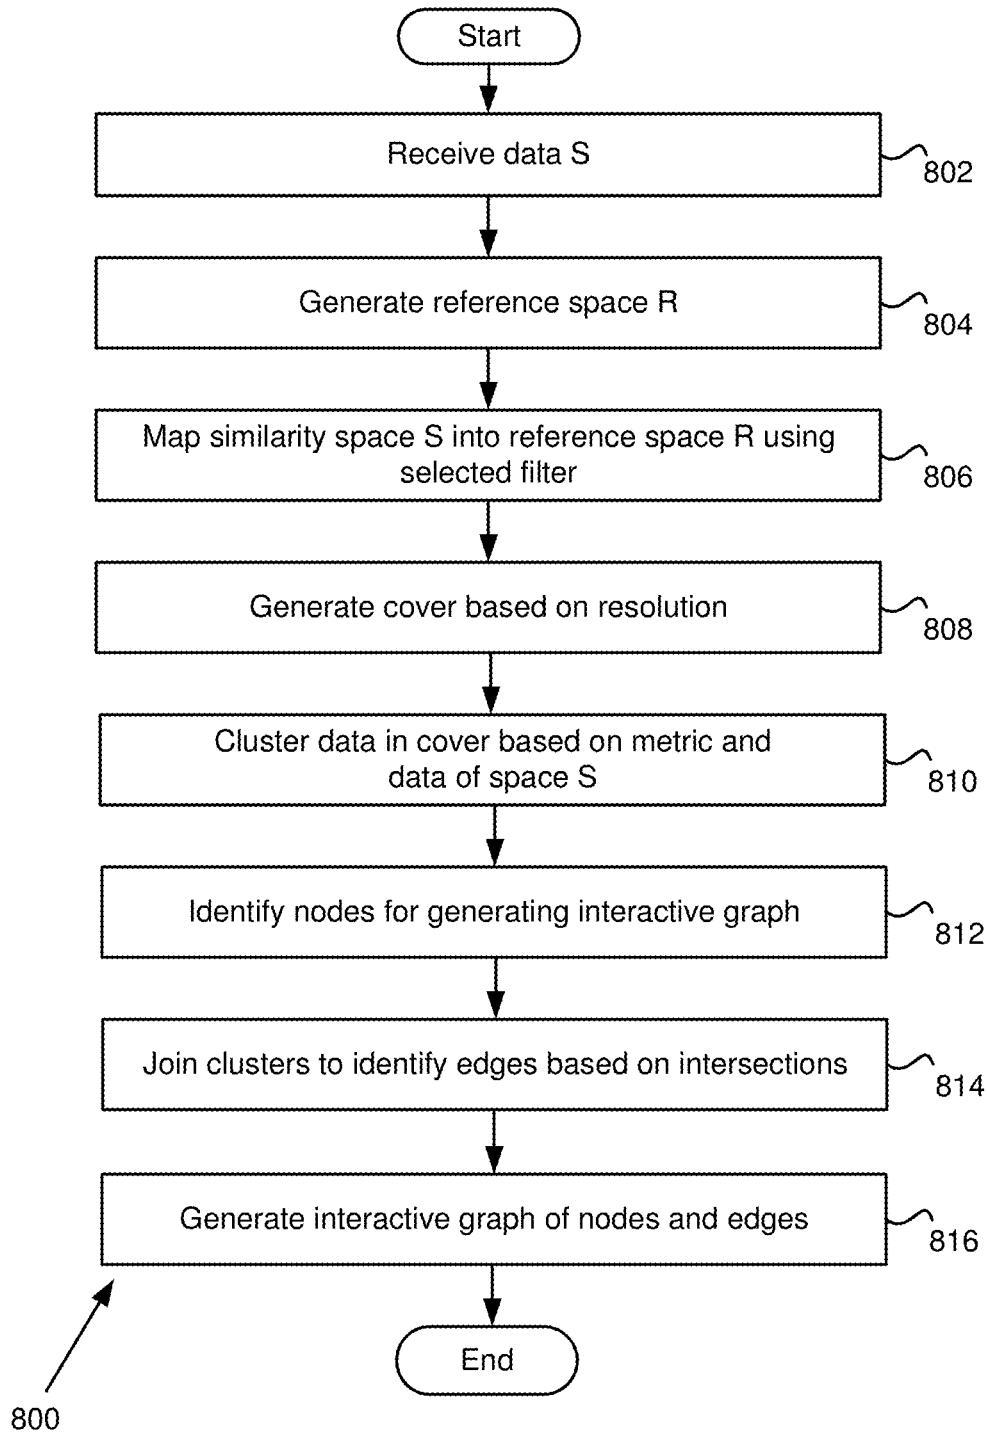 Start
Receive data S
802
Generate reference space R
804
Map similarity space S into reference space R using
selected filter
806
Generate cover based on resolution
808
Cluster data in cover based on metric and
data of space S
810
Identify nodes for generating interactive graph
812
Join clusters to identify edges based on intersections
814
Generate interactive graph of nodes and edges
816
End
800